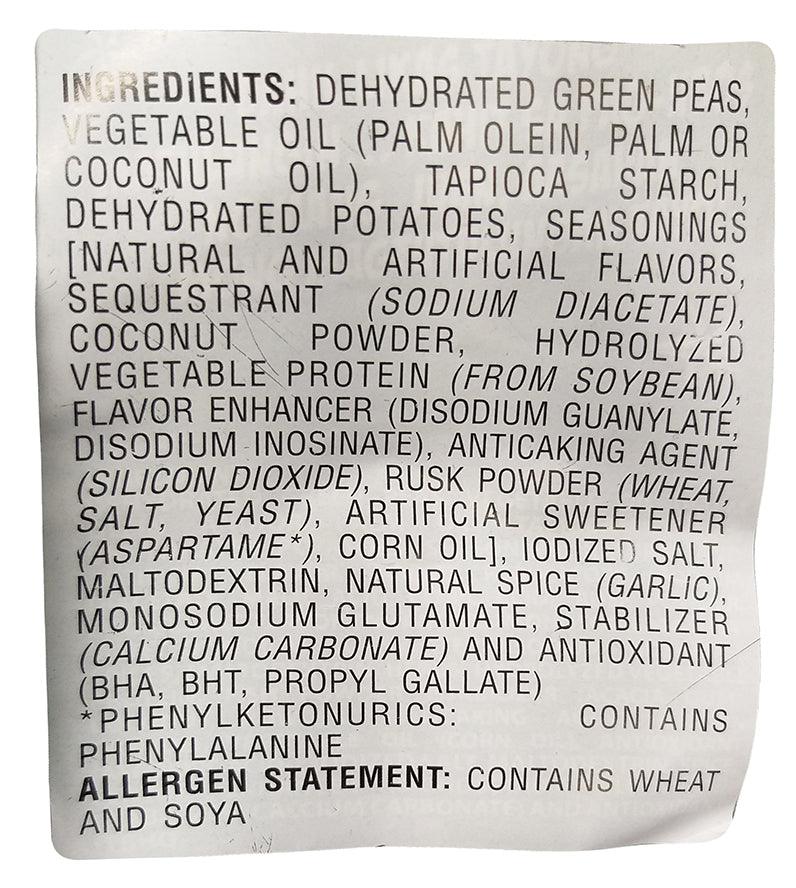 INGREDIENTS: DEHYDRATED GREEN PEAS,
VEGETABLE OIL (PALM OLEIN, PALM OR
COCONUT OIL), TAPIOCA STARCH,
DEHYDRATED POTATOES, SEASONINGS
[NATURAL AND ARTIFICIAL FLAVORS,
SEQUESTRANT (SODIUM DIACETATE),
COCONUT POWDER, HYDROLYZED
VEGETABLE PROTEIN (FROM SOYBEAN),
FLAVOR ENHANCER (DISODIUM GUANYLATE,
DISODIUM INOSINATE), ANTICAKING AGENT
(SILICON DIOXIDE), RUSK POWDER (WHEAT,
SALT, YEAST), ARTIFICIAL SWEETENER
(ASPARTAME*), CORN OIL], IODIZED SALT,
MALTODEXTRIN, NATURAL SPICE (GARLIC),
MONOSODIUM GLUTAMATE, STABILIZER
(CALCIUM CARBONATE) AND ANTIOXIDANT
(BHA, BHT, PROPYL GALLATE)
*PHENYLKETONURICS: CONTAINS
PHENYLALANINE
ALLERGEN STATEMENT: CONTAINS WHEAT
AND SOYA